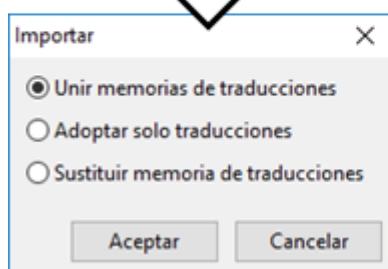 Importar
Unir memorias de traducciones
Adoptar solo traducciones
Sustituir memoria de traducciones
Aceptar Cancelar